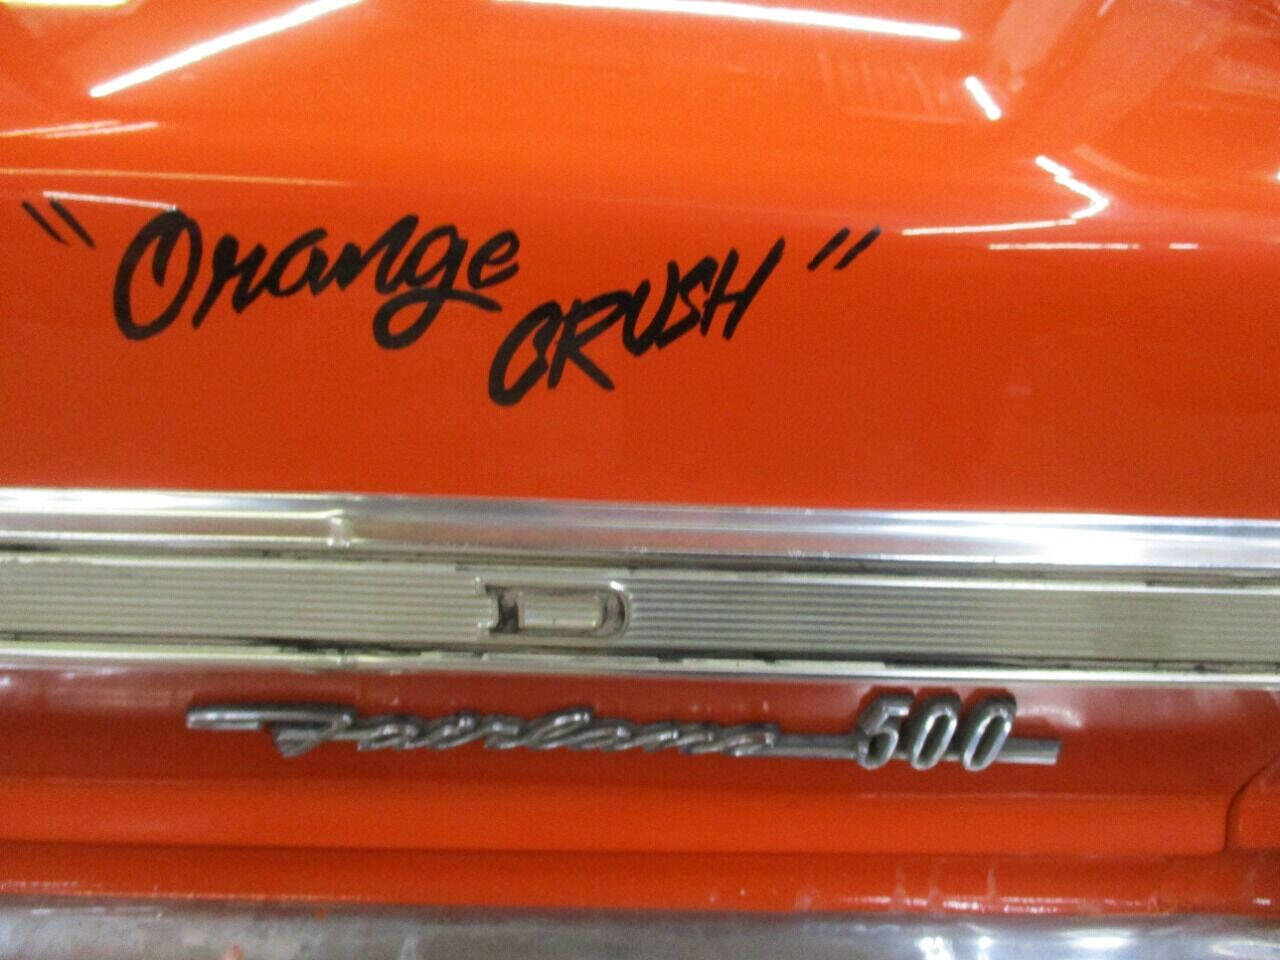 "Orange
CRUSH"
D
Fairlane 500